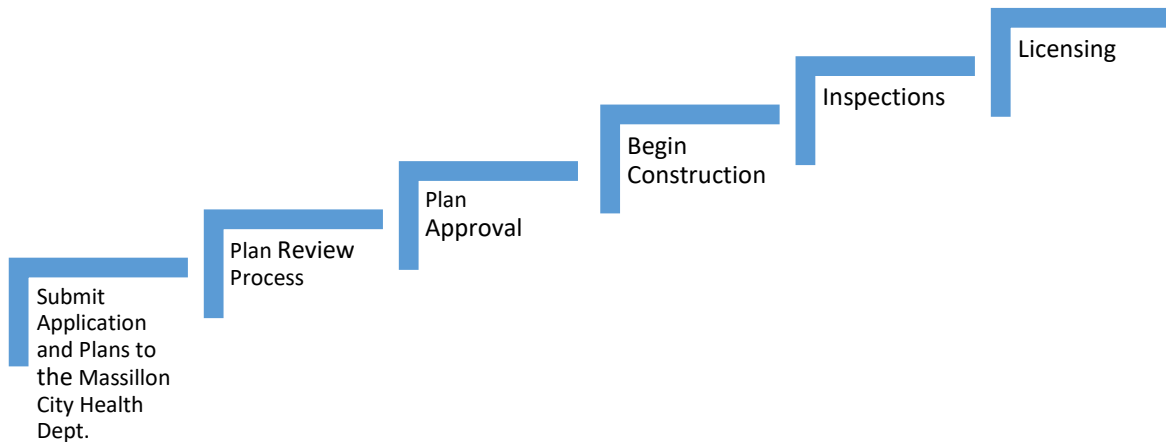 Submit
Application
and Plans to
the Massillon
City Health
Dept.
Plan Review
Process
Plan
Approval
Begin
Construction
Inspections
Licensing